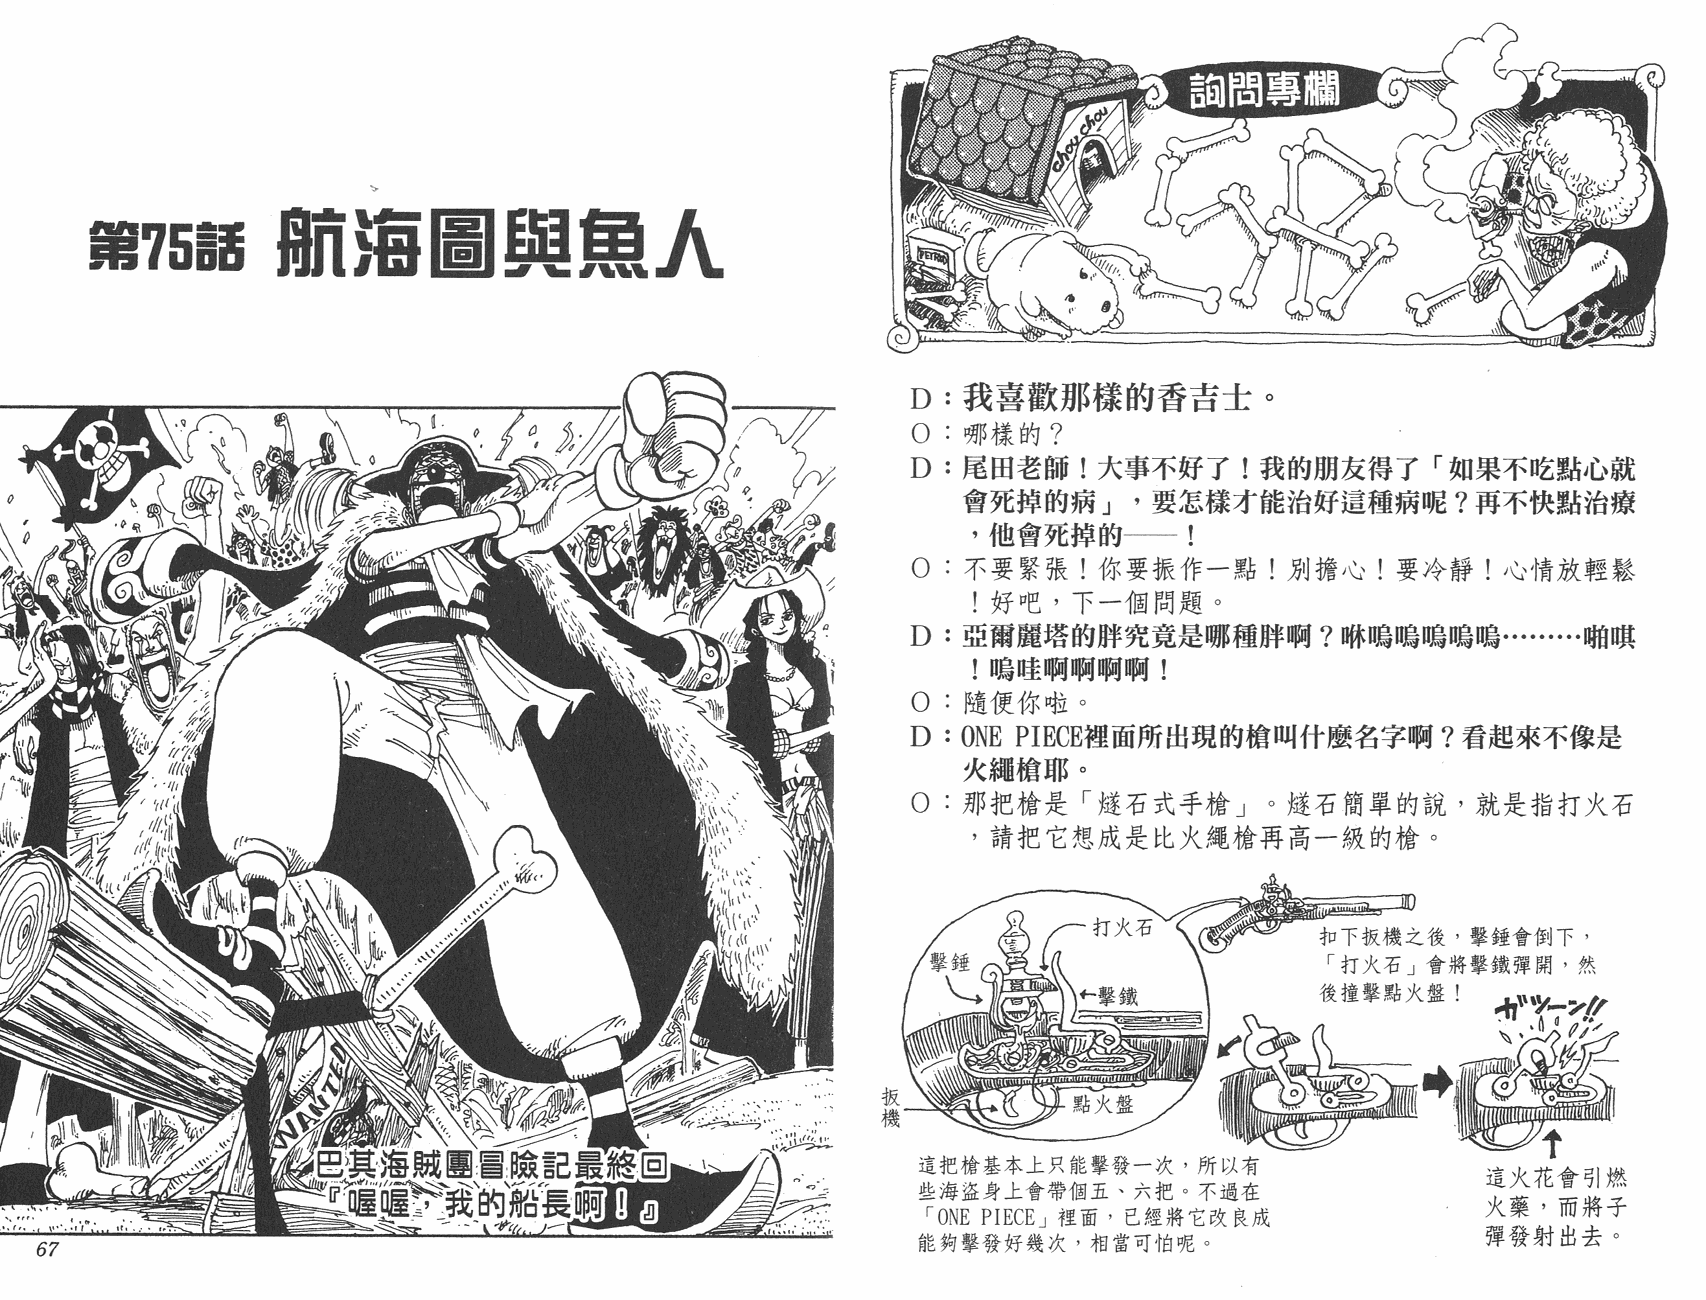 詢問專欄
chou chou
PETFOOD
D：我喜歡那樣的香吉士。
O：哪樣的？
D：尾田老師！大事不好了！我的朋友得了「如果不吃點心就
會死掉的病」，要怎樣才能治好這種病呢？再不快點治療
，他會死掉的——！
O：不要緊張！你要振作一點！別擔心！要冷靜！心情放輕鬆
！好吧，下一個問題。
D：亞爾麗塔的胖究竟是哪種胖啊？咻嗚嗚嗚嗚嗚………啪唭
！嗚哇啊啊啊啊！
O：隨便你啦。
D：ONE PIECE裡面所出現的槍叫什麼名字啊？看起來不像是
火繩槍耶。
O：那把槍是「燧石式手槍」。燧石簡單的說，就是指打火石
，請把它想成是比火繩槍再高一級的槍。
打火石
擊錘
擊鐵
扳機
點火盤
扣下扳機之後，擊錘會倒下，
「打火石」會將擊鐵彈開，然
後撞擊點火盤！
ガツーン!!
這把槍基本上只能擊發一次，所以有
些海盜身上會帶個五、六把。不過在
「ONE PIECE」裡面，已經將它改良成
能夠擊發好幾次，相當可怕呢。
這火花會引燃
火藥，而將子
彈發射出去。
第75話 航海圖與魚人
WANTED
巴其海賊團冒險記最終回
『喔喔，我的船長啊！』
67